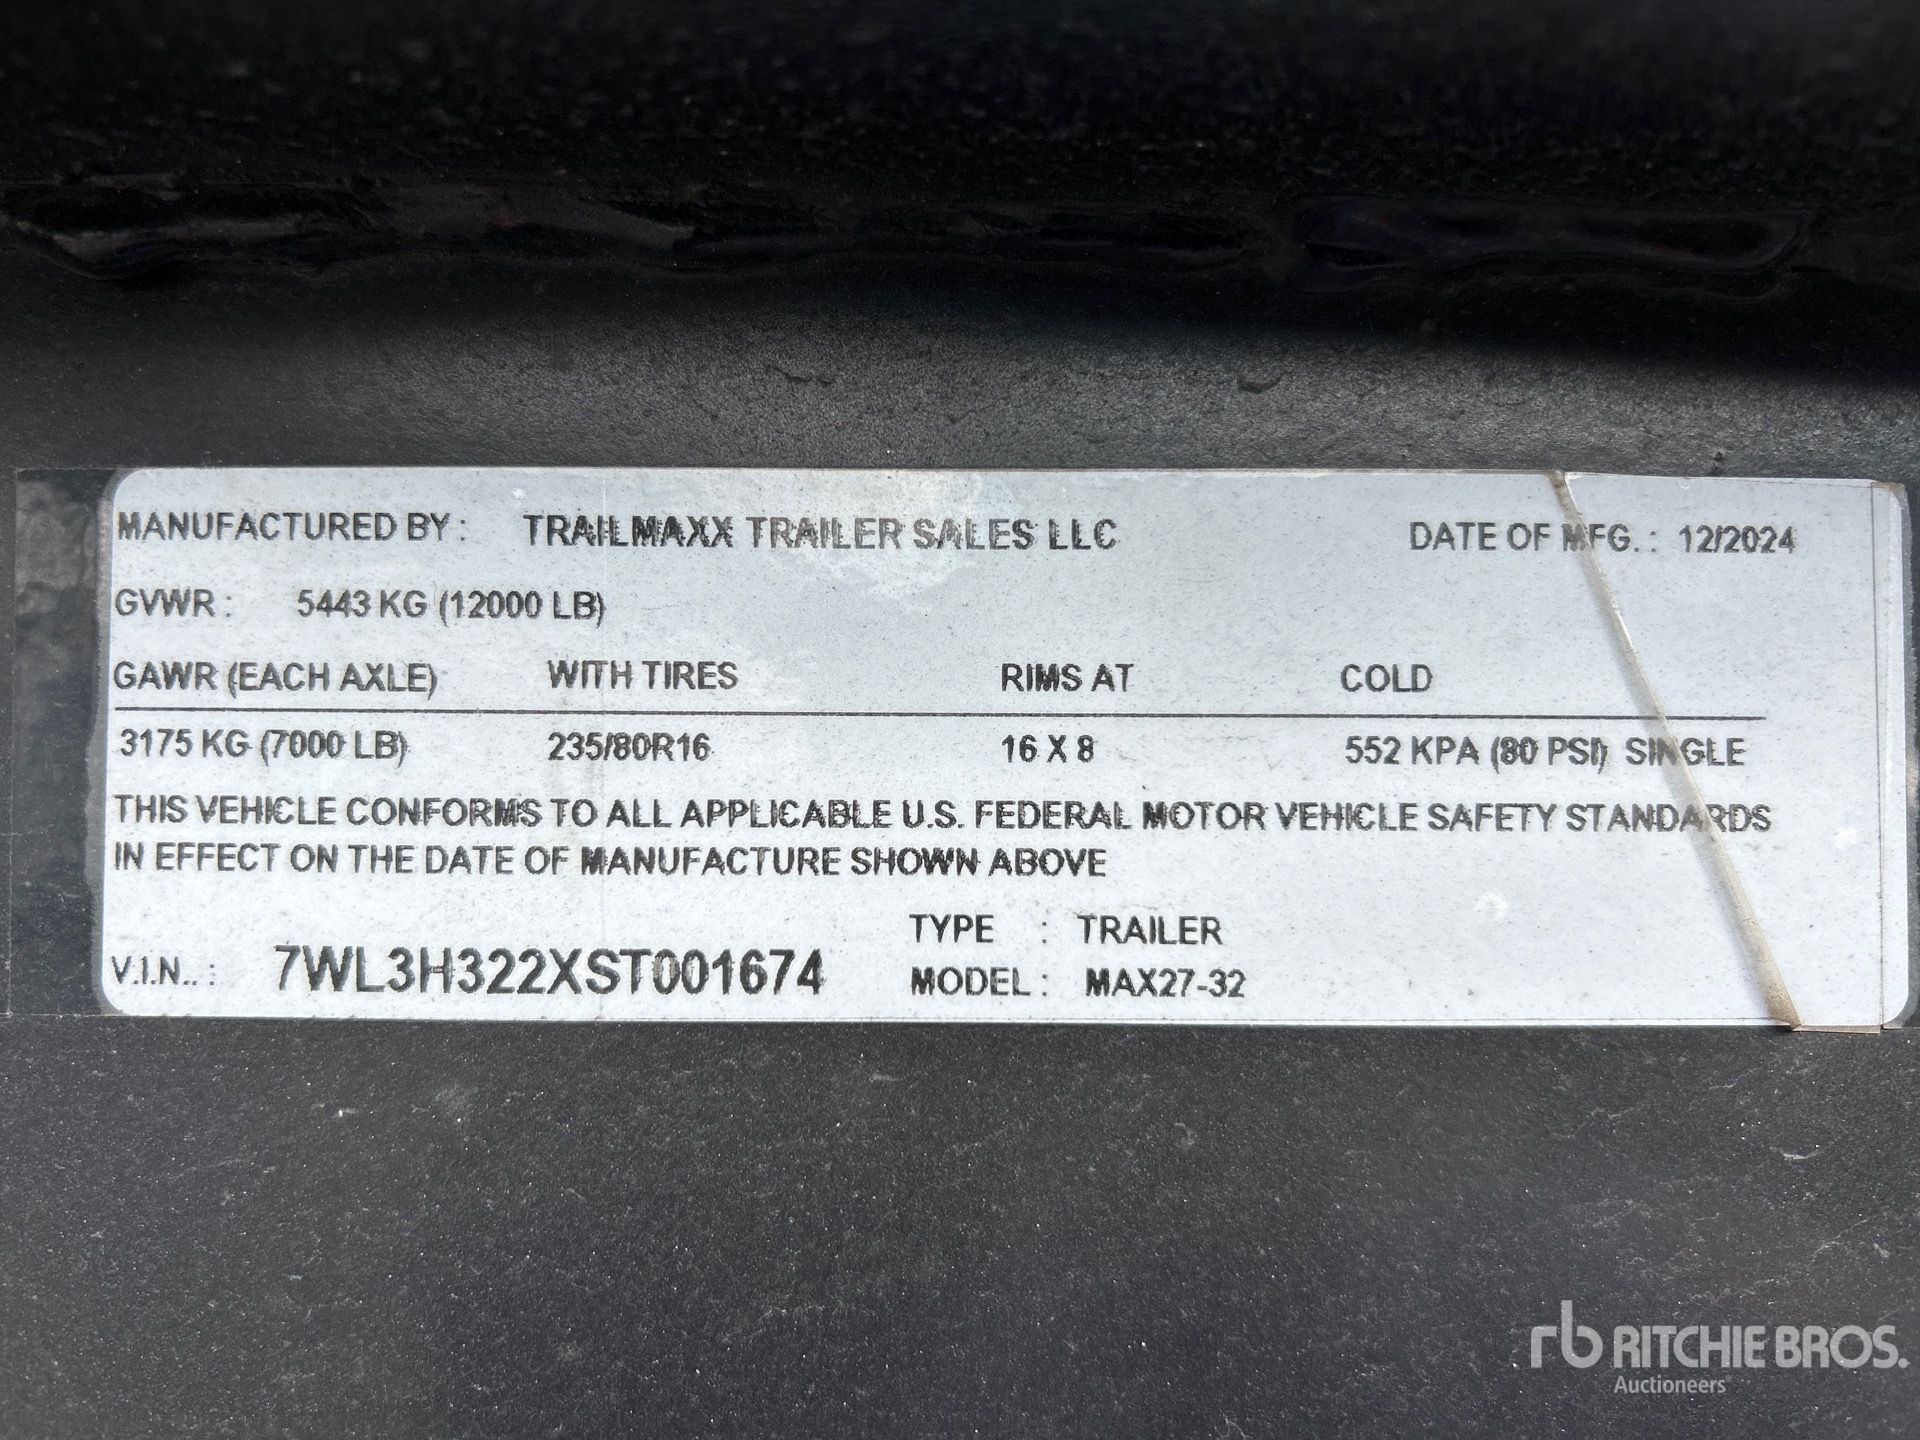 MANUFACTURED BY : TRAILMAXX TRAILER SALES LLC DATE OF MFG. : 12/2024
GVWR : 5443 KG (12000 LB)
GAWR (EACH AXLE) WITH TIRES RIMS AT COLD
3175 KG (7000 LB) 235/80R16 16 X 8 552 KPA (80 PSI) SINGLE
THIS VEHICLE CONFORMS TO ALL APPLICABLE U.S. FEDERAL MOTOR VEHICLE SAFETY STANDARDS
IN EFFECT ON THE DATE OF MANUFACTURE SHOWN ABOVE
TYPE : TRAILER
V.I.N.. : 7WL3H322XST001674 MODEL : MAX27-32
rb RITCHIE BROS.
Auctioneers